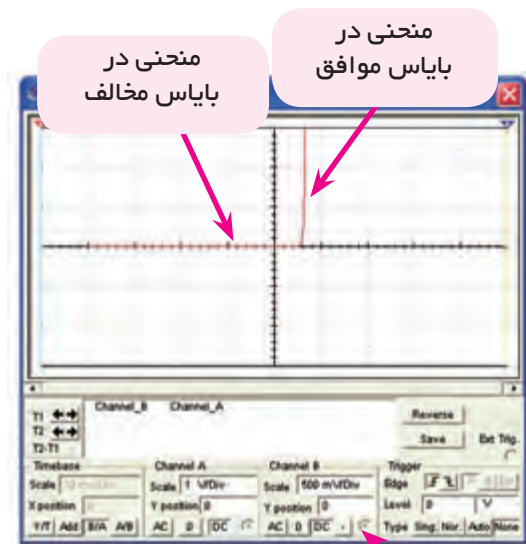 منحنی در
بایاس موافق
منحنی در
بایاس مخالف
Channel_B Channel_A
T1
T2
T2-T1
Reverse
Save
Ext Trig.
Timebase
Scale
X position
Y/T Add B/A A/B
Channel A
Scale 1 V/Div
Y position 0
AC 0 DC
Channel B
Scale 500 mV/Div
Y position 0
AC 0 DC -
Trigger
Edge
Level 0 V
Type Sing. Nor. Auto None